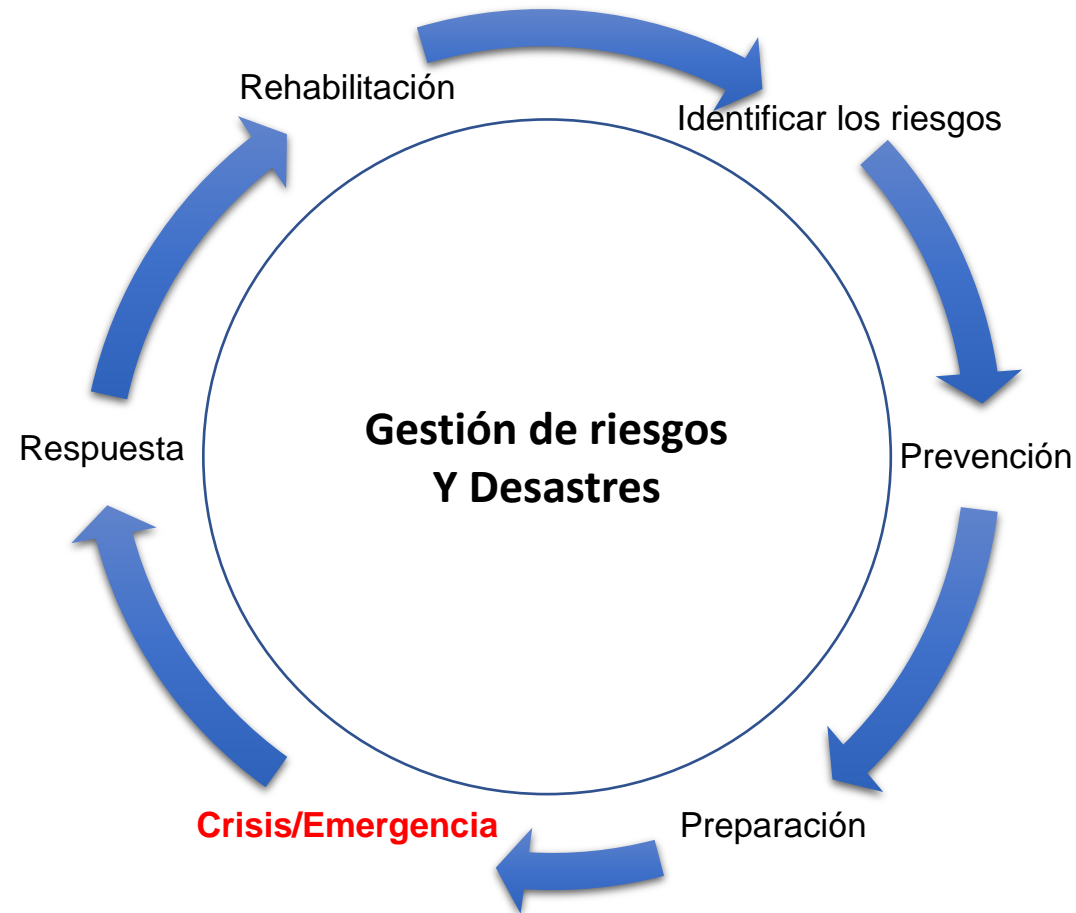 Rehabilitación
Identificar los riesgos
Gestión de riesgos
Y Desastres
Respuesta
Prevención
Crisis/Emergencia
Preparación